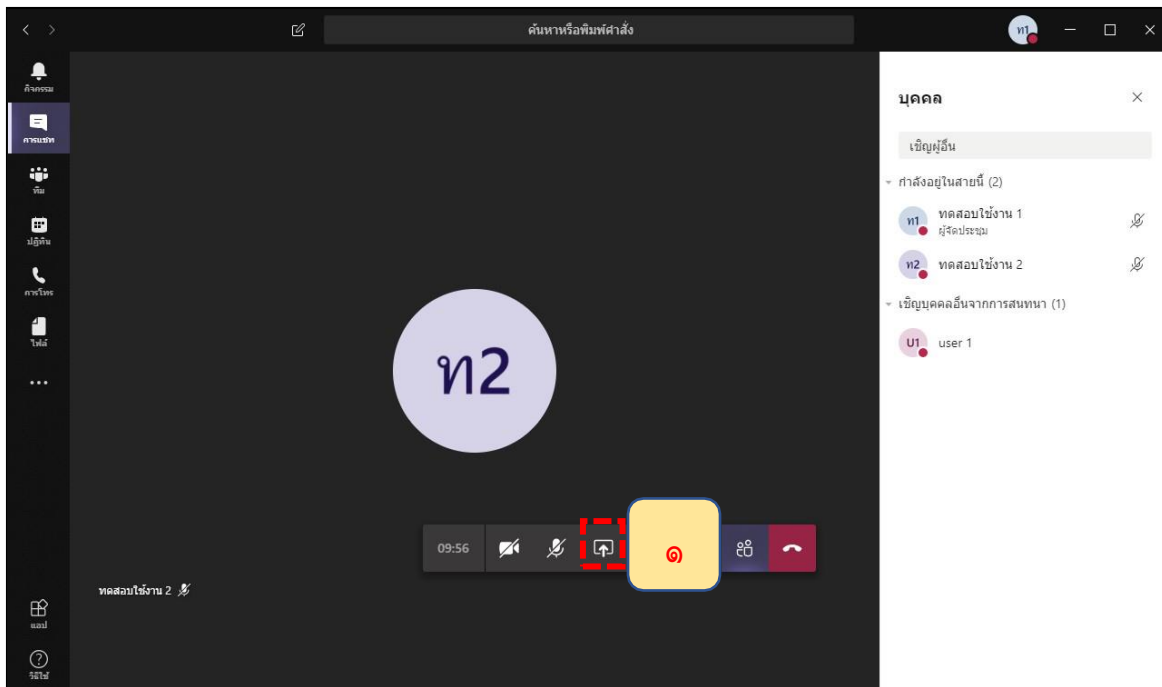 ค้นหาหรือพิมพ์คำสั่ง
ท1
กิจกรรม
การแชท
ทีม
ปฏิทิน
การโทร
ไฟล์
แอป
วิธีใช้
ท2
09:56
๑
ทดสอบใช้งาน 2
บุคคล
เชิญผู้อื่น
กำลังอยู่ในสายนี้ (2)
ท1 ทดสอบใช้งาน 1
ผู้จัดประชุม
ท2 ทดสอบใช้งาน 2
เชิญบุคคลอื่นจากการสนทนา (1)
U1 user 1